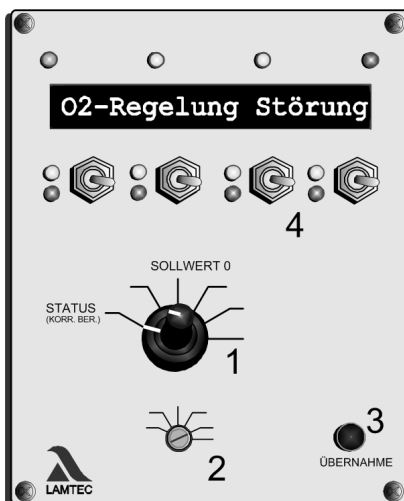 O2-Regelung Störung
4
SOLLWERT 0
STATUS
(KORR. BER.)
1
3
2
ÜBERNAHME
LAMTEC